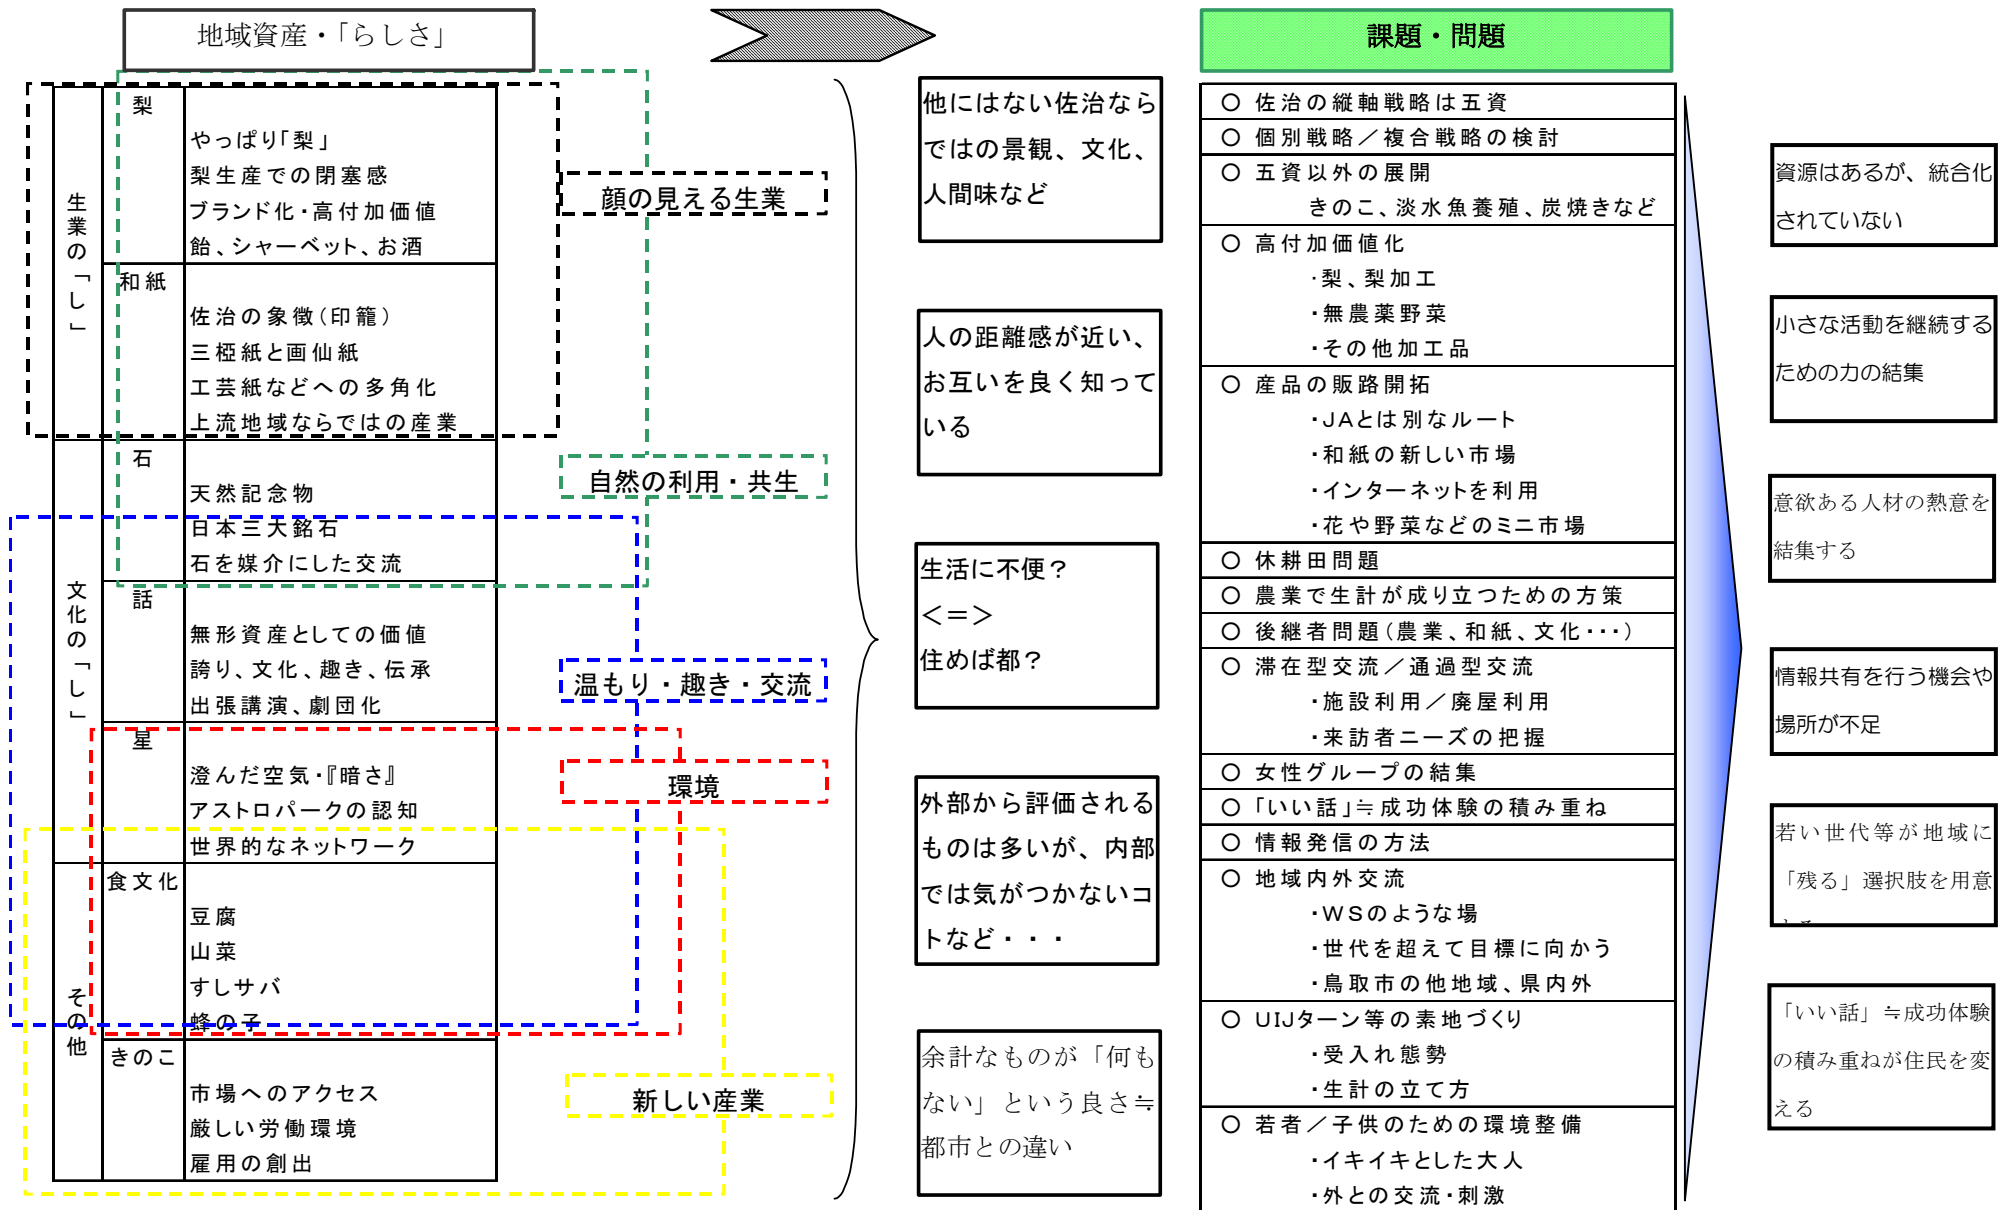 地域資産・「らしさ」
生業の「し」
梨
やっぱり「梨」
梨生産での閉塞感
ブランド化・高付加価値
飴、シャーベット、お酒
和紙
佐治の象徴（印籠）
三椏紙と画仙紙
工芸紙などへの多角化
上流地域ならではの産業
文化の「し」
石
天然記念物
日本三大銘石
石を媒介にした交流
話
無形資産としての価値
誇り、文化、趣き、伝承
出張講演、劇団化
星
澄んだ空気・『暗さ』
アストロパークの認知
世界的なネットワーク
その他
食文化
豆腐
山菜
すしサバ
蜂の子
きのこ
市場へのアクセス
厳しい労働環境
雇用の創出
顔の見える生業
自然の利用・共生
温もり・趣き・交流
環境
新しい産業
他にはない佐治なら
ではの景観、文化、
人間味など
人の距離感が近い、
お互いを良く知って
いる
生活に不便？
＜＝＞
住めば都？
外部から評価される
ものは多いが、内部
では気がつかないコ
トなど・・・
余計なものが「何も
ない」という良さ≒
都市との違い
課題・問題
○ 佐治の縦軸戦略は五資
○ 個別戦略／複合戦略の検討
○ 五資以外の展開
きのこ、淡水魚養殖、炭焼きなど
○ 高付加価値化
・梨、梨加工
・無農薬野菜
・その他加工品
○ 産品の販路開拓
・JAとは別なルート
・和紙の新しい市場
・インターネットを利用
・花や野菜などのミニ市場
○ 休耕田問題
○ 農業で生計が成り立つための方策
○ 後継者問題（農業、和紙、文化・・・）
○ 滞在型交流／通過型交流
・施設利用／廃屋利用
・来訪者ニーズの把握
○ 女性グループの結集
○ 「いい話」≒成功体験の積み重ね
○ 情報発信の方法
○ 地域内外交流
・WSのような場
・世代を超えて目標に向かう
・鳥取市の他地域、県内外
○ UIJターン等の素地づくり
・受入れ態勢
・生計の立て方
○ 若者／子供のための環境整備
・イキイキとした大人
・外との交流・刺激
資源はあるが、統合化
されていない
小さな活動を継続する
ための力の結集
意欲ある人材の熱意を
結集する
情報共有を行う機会や
場所が不足
若い世代等が地域に
「残る」選択肢を用意
「いい話」≒成功体験
の積み重ねが住民を変
える